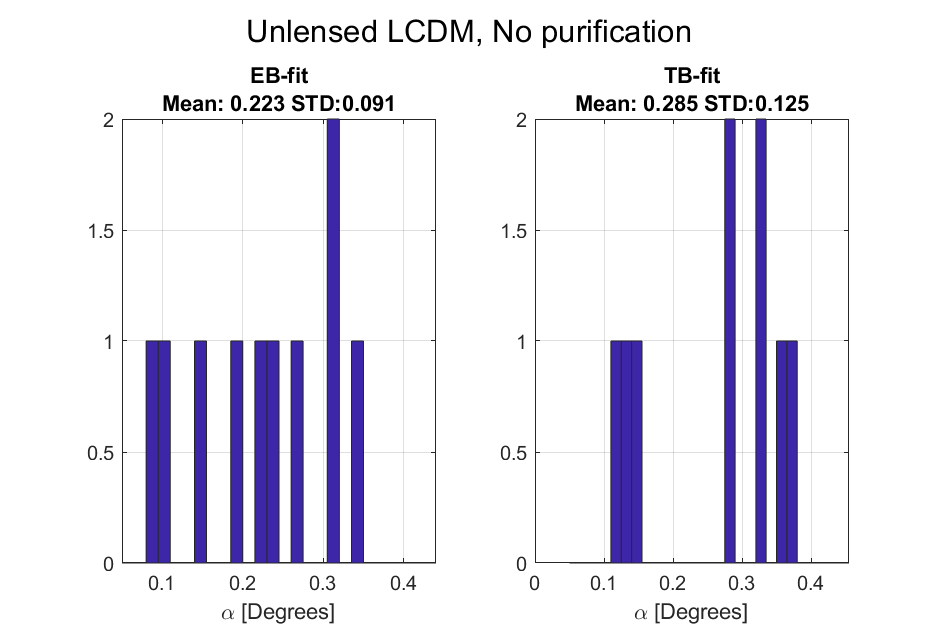 Unlensed LCDM, No purification
EB-fit
Mean: 0.223 STD:0.091
2
1.5
1
0.5
0
0.1 0.2 0.3 0.4
α [Degrees]
TB-fit
Mean: 0.285 STD:0.125
2
1.5
1
0.5
0
0 0.1 0.2 0.3 0.4
α [Degrees]